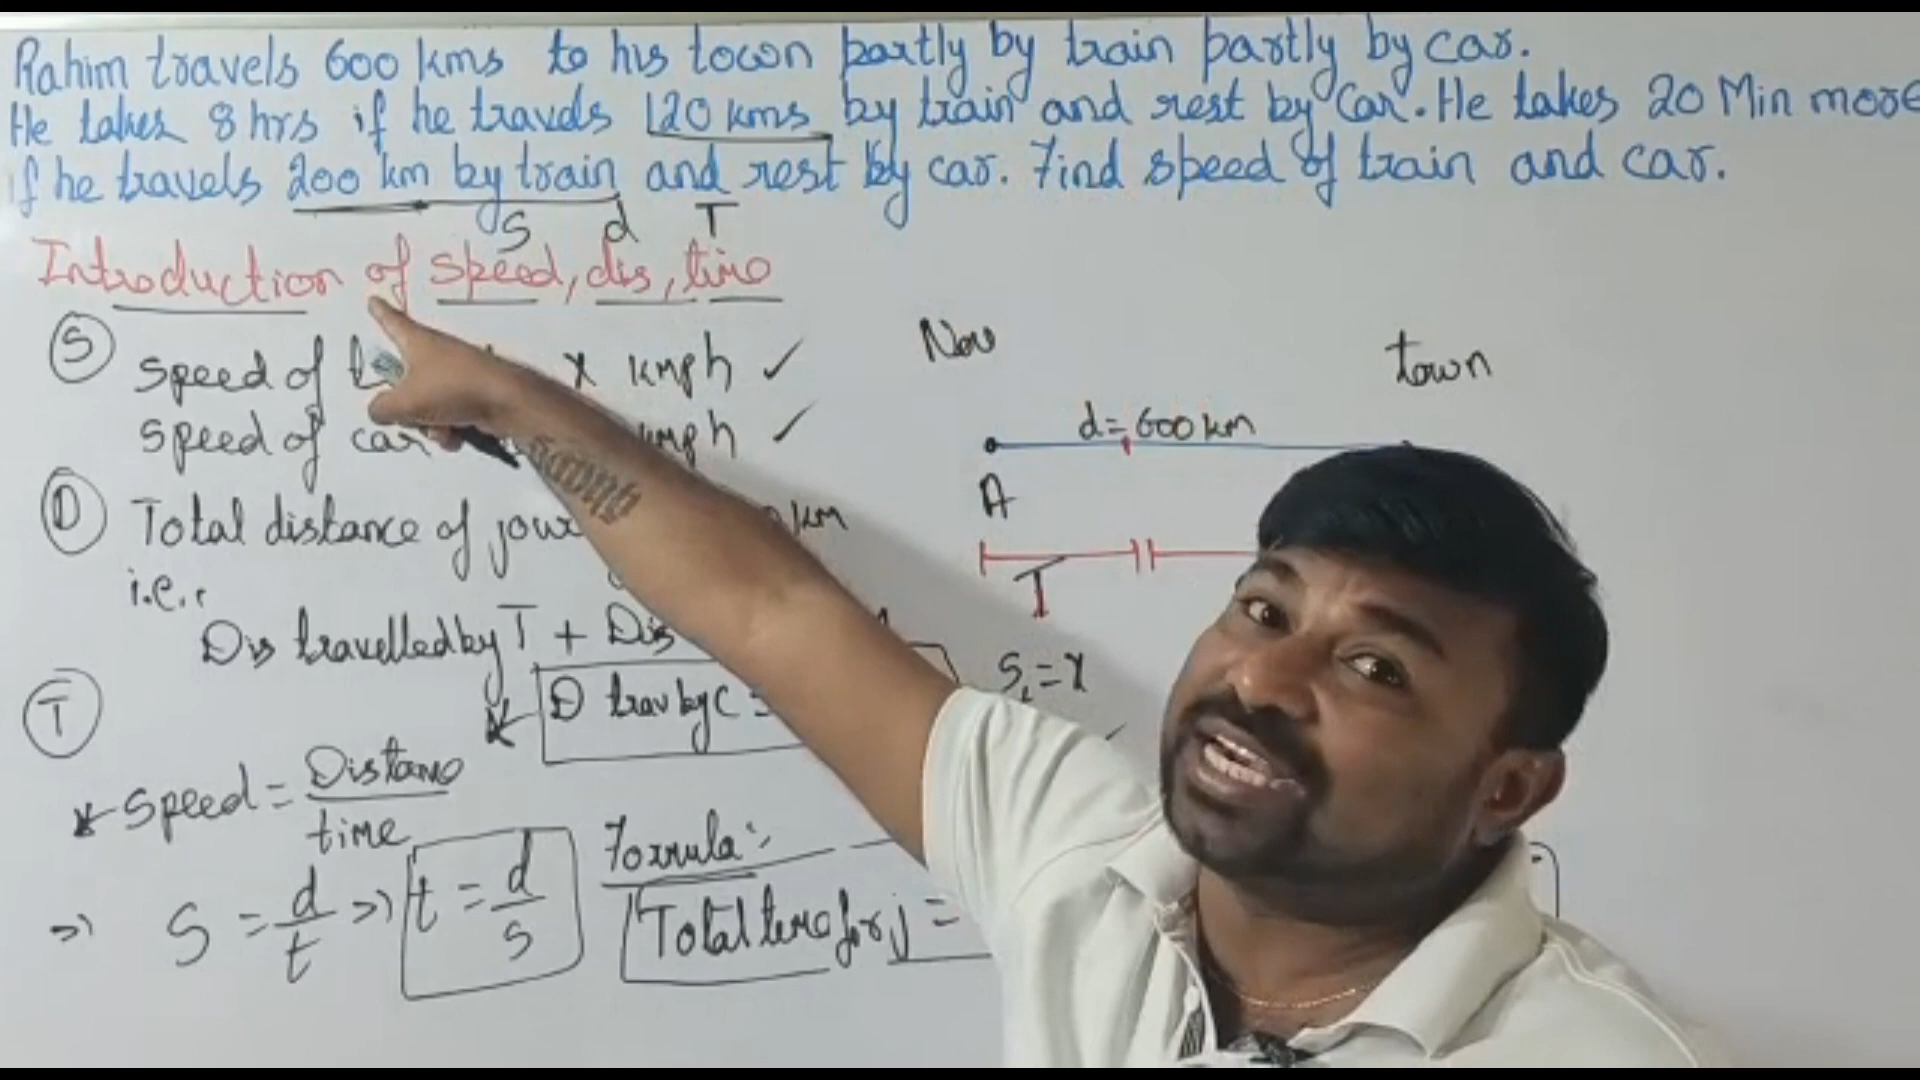 Rahim travels 600 kms to his town partly by train partly by car.
He takes 8 hrs if he travels 120 kms by train and rest by car. He takes 20 Min more
if he travels 200 km by train and rest by car. Find speed of train and car.
S d T
Introduction of speed, dis, time
S
Speed of x kmph ✓
Speed of car kmph ✓
D Total distance of km
i.e.,
Dis travelled by T + Dis
D trav by C =
T
* Speed = Distance / time
⇒ S = d/t ⇒ t = d/s
Formula:
Total time for j =
town
d = 600 km
A
T
S₁ = x